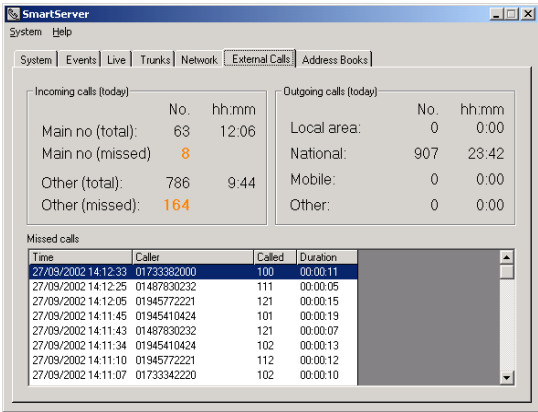 SmartServer
System Help
System Events Live Trunks Network External Calls Address Books
Incoming calls (today)
No. hh:mm
Main no (total): 63 12:06
Main no (missed) 8
Other (total): 786 9:44
Other (missed): 164
Outgoing calls (today)
No. hh:mm
Local area: 0 0:00
National: 907 23:42
Mobile: 0 0:00
Other: 0 0:00
Missed calls
Time Caller Called Duration
27/09/2002 14:12:33 01733382000 100 00:00:11
27/09/2002 14:12:25 01487830232 111 00:00:05
27/09/2002 14:12:05 01945772221 121 00:00:15
27/09/2002 14:11:45 01945410424 101 00:00:19
27/09/2002 14:11:43 01487830232 121 00:00:07
27/09/2002 14:11:34 01945410424 102 00:00:13
27/09/2002 14:11:10 01945772221 112 00:00:12
27/09/2002 14:11:07 01733342220 102 00:00:10